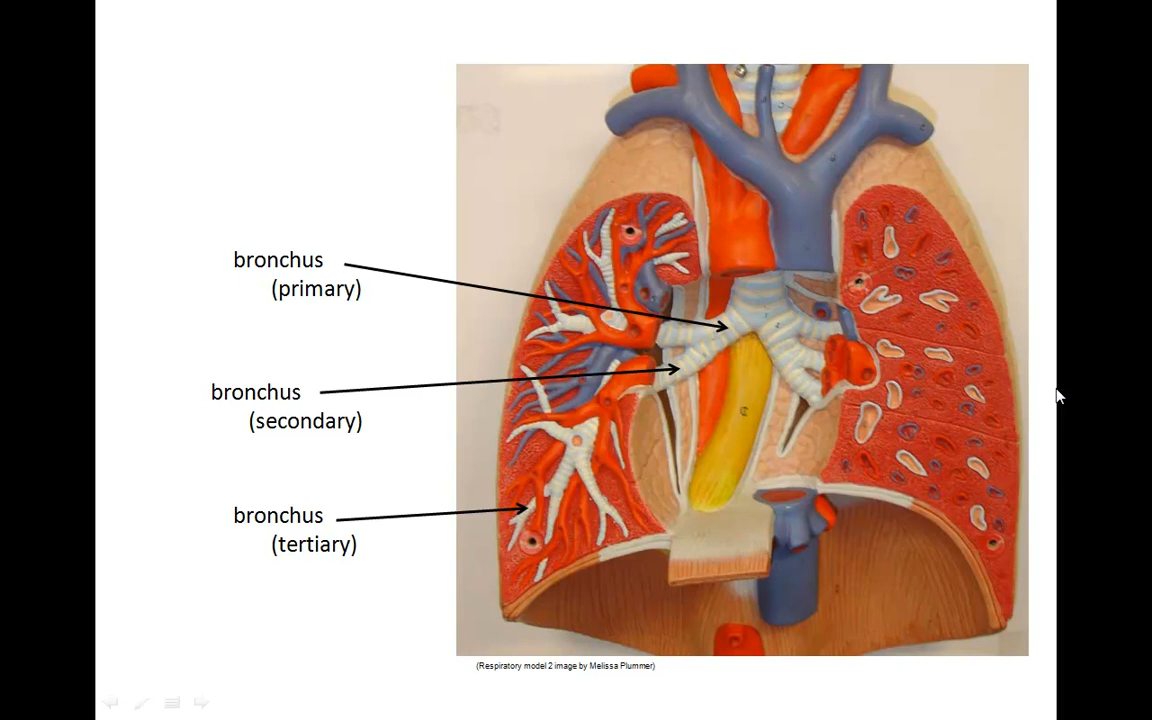 bronchus
(primary)
bronchus
(secondary)
bronchus
(tertiary)
(Respiratory model 2 image by Melissa Plummer)